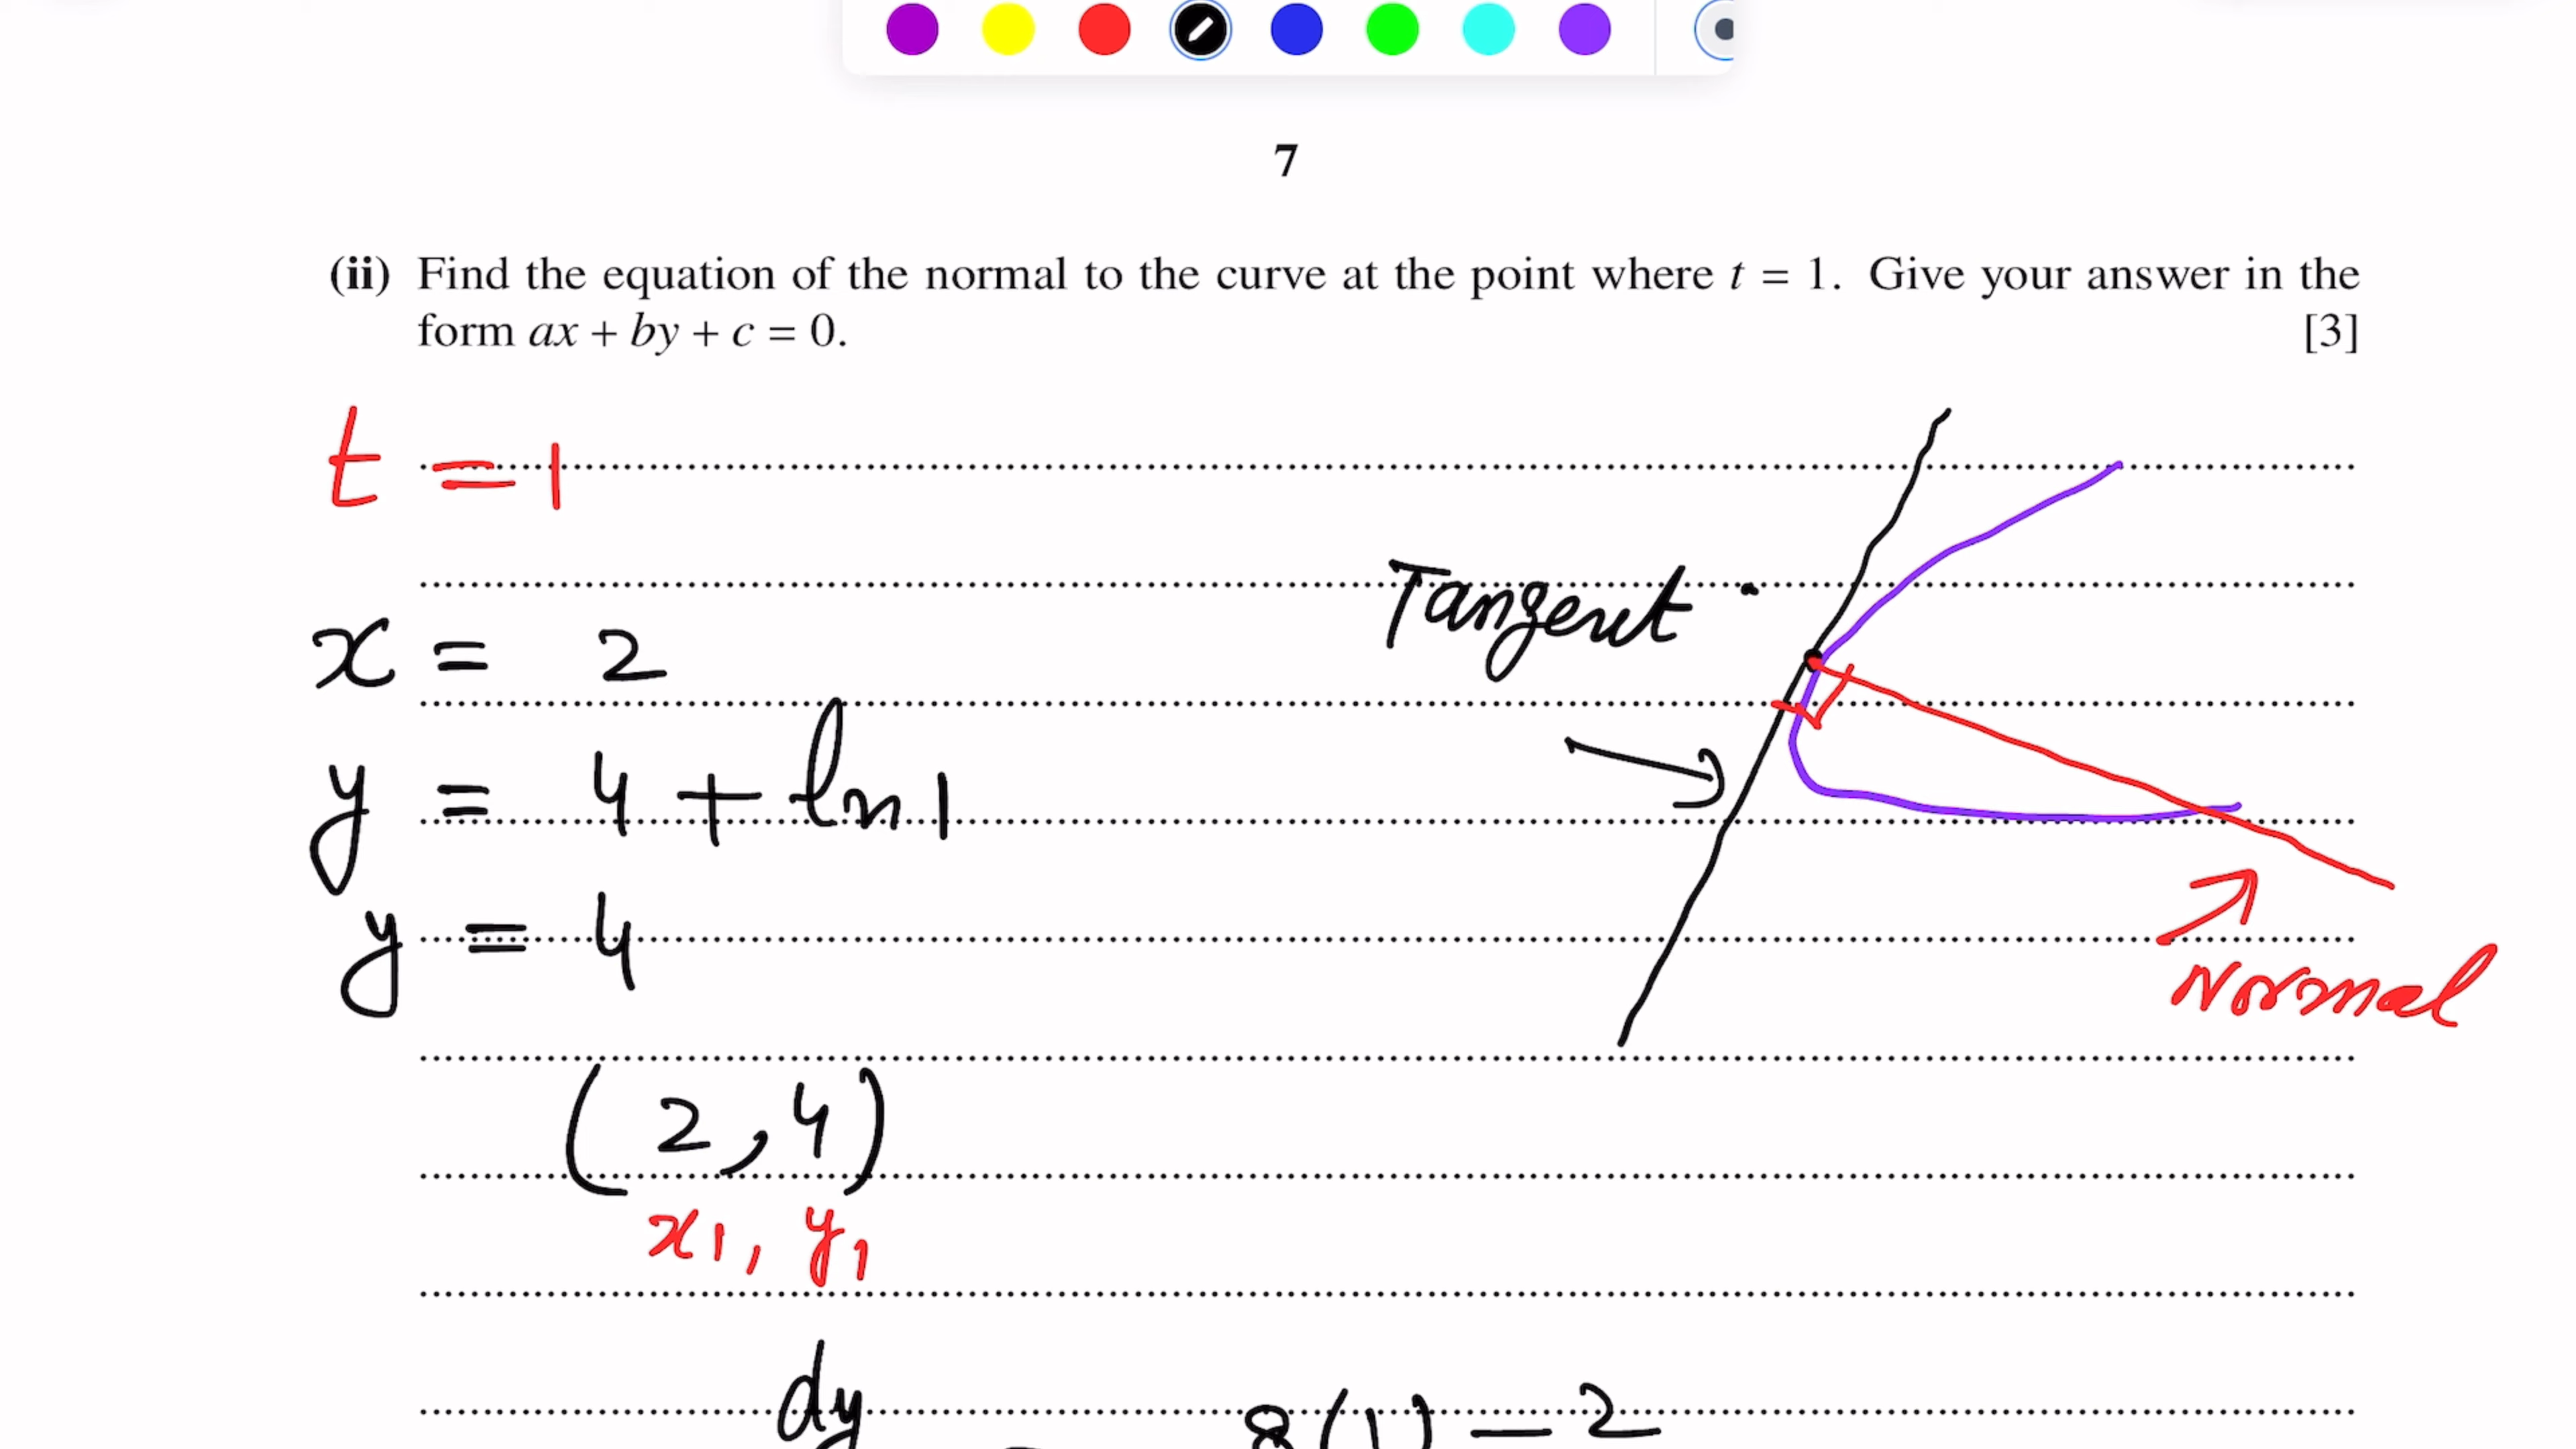 7
(ii) Find the equation of the normal to the curve at the point where t = 1. Give your answer in the
form ax + by + c = 0. [3]
t = 1
Tangent
x = 2
y = 4 + ln 1
y = 4
Normal
(2, 4)
x1, y1
dy
8(1) - 2